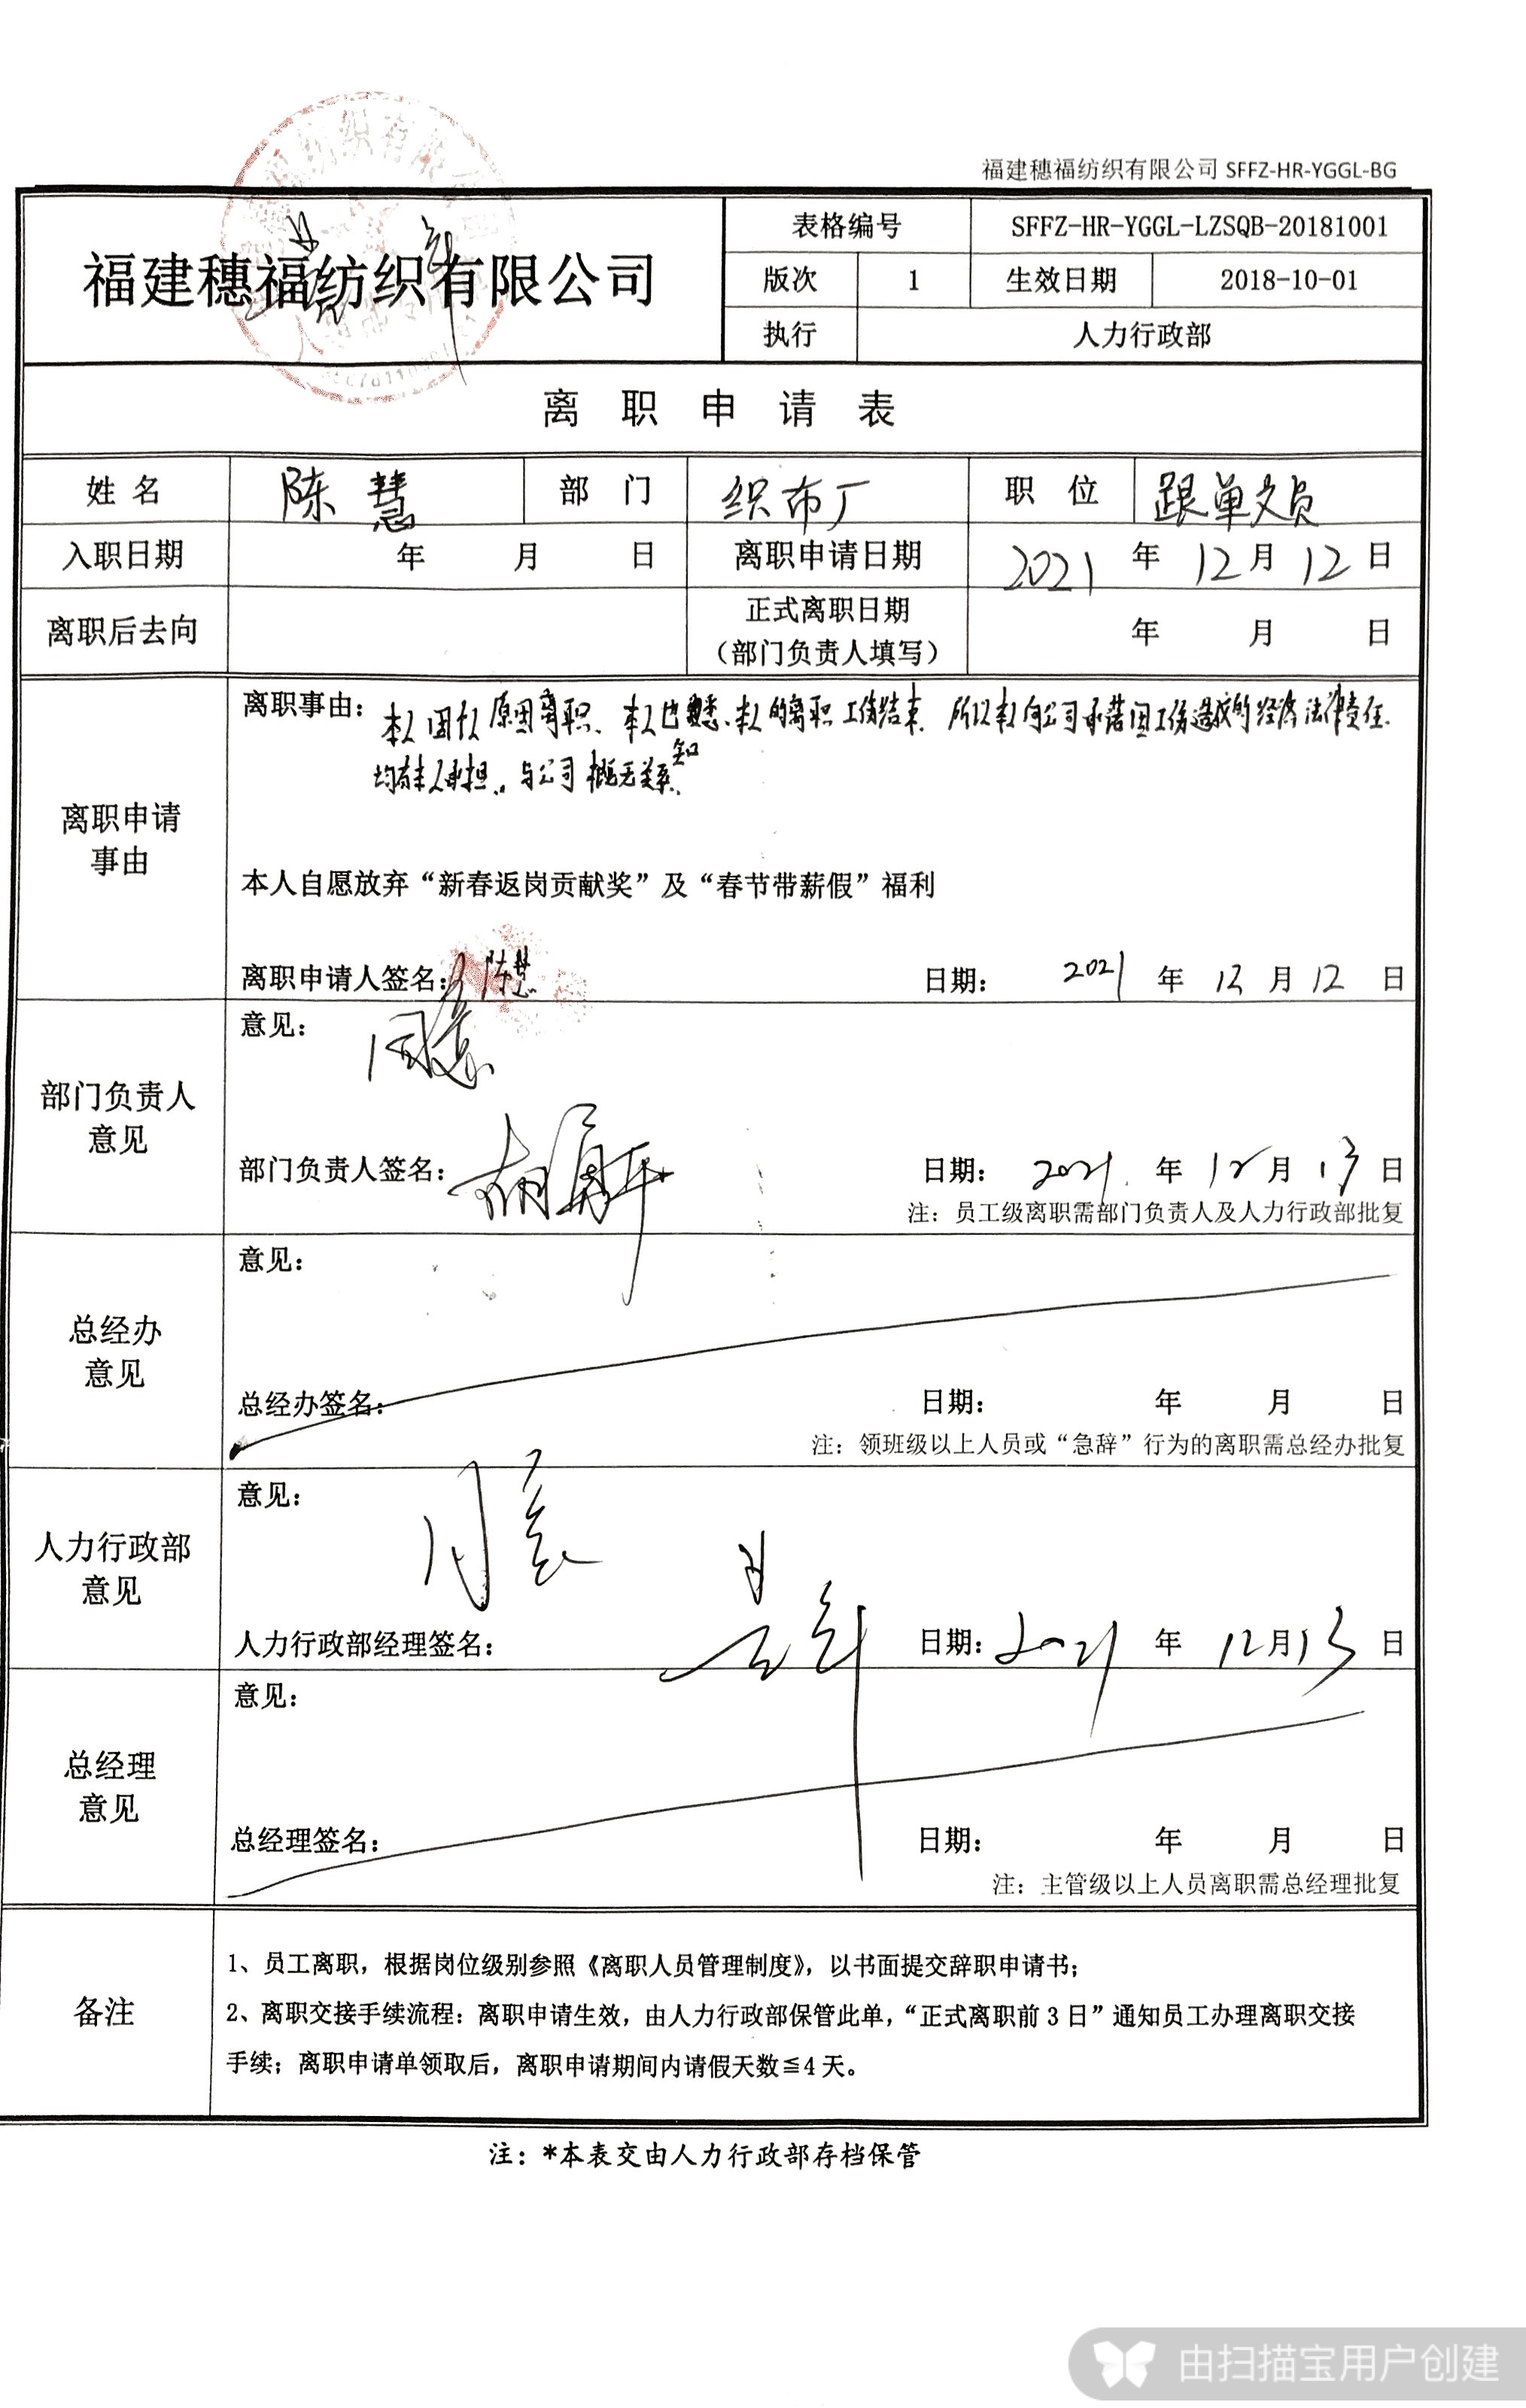 福建穗福纺织有限公司 SFFZ-HR-YGGL-BG
福建穗福纺织有限公司
表格编号 SFFZ-HR-YGGL-LZSQB-20181001
版次 1 生效日期 2018-10-01
执行 人力行政部
离职申请表
姓名 陈慧 部门 织布厂 职位 跟单文员
入职日期 年 月 日 离职申请日期 2021 年 12 月 12 日
离职后去向 正式离职日期
（部门负责人填写） 年 月 日
离职申请
事由
离职事由：本人因个人原因离职、本人已知悉、本人的离职工伤结束、所以本人向公司承诺因工伤造成的经济法律责任、
均有本人承担、与公司概无关系
本人自愿放弃“新春返岗贡献奖”及“春节带薪假”福利
离职申请人签名：陈慧 日期： 2021 年 12 月 12 日
部门负责人
意见
意见：
同意
部门负责人签名： 日期： 2021 年 12 月 13 日
注：员工级离职需部门负责人及人力行政部批复
总经办
意见
意见：
总经办签名： 日期： 年 月 日
注：领班级以上人员或“急辞”行为的离职需总经办批复
人力行政部
意见
意见：
同意
人力行政部经理签名： 日期： 2021 年 12 月 13 日
总经理
意见
意见：
总经理签名： 日期： 年 月 日
注：主管级以上人员离职需总经理批复
备注
1、员工离职，根据岗位级别参照《离职人员管理制度》，以书面提交辞职申请书；
2、离职交接手续流程：离职申请生效，由人力行政部保管此单，“正式离职前 3 日”通知员工办理离职交接
手续；离职申请单领取后，离职申请期间内请假天数≦4 天。
注：*本表交由人力行政部存档保管
由扫描宝用户创建